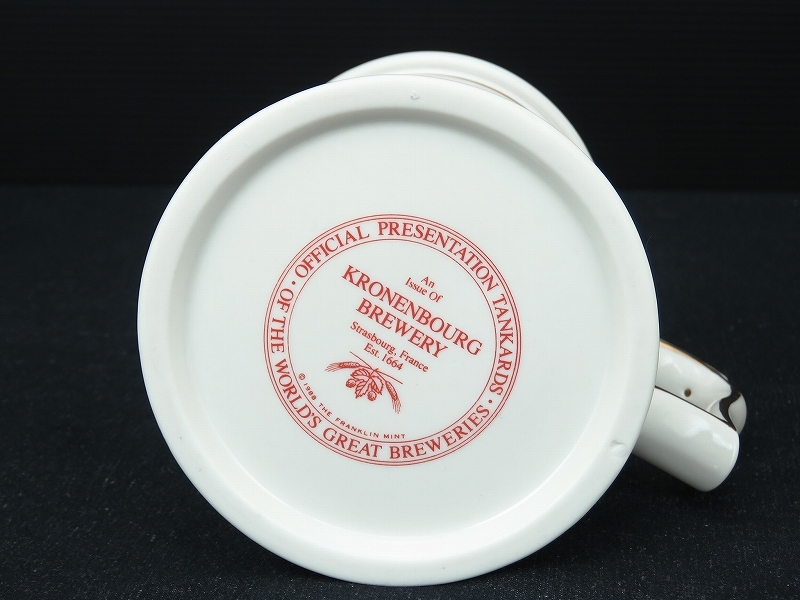 OFFICIAL PRESENTATION TANKARDS ·
OF THE WORLD'S GREAT BREWERIES ·
An
Issue Of
KRONENBOURG
BREWERY
Strasbourg, France
Est. 1664
© 1988 THE FRANKLIN MINT